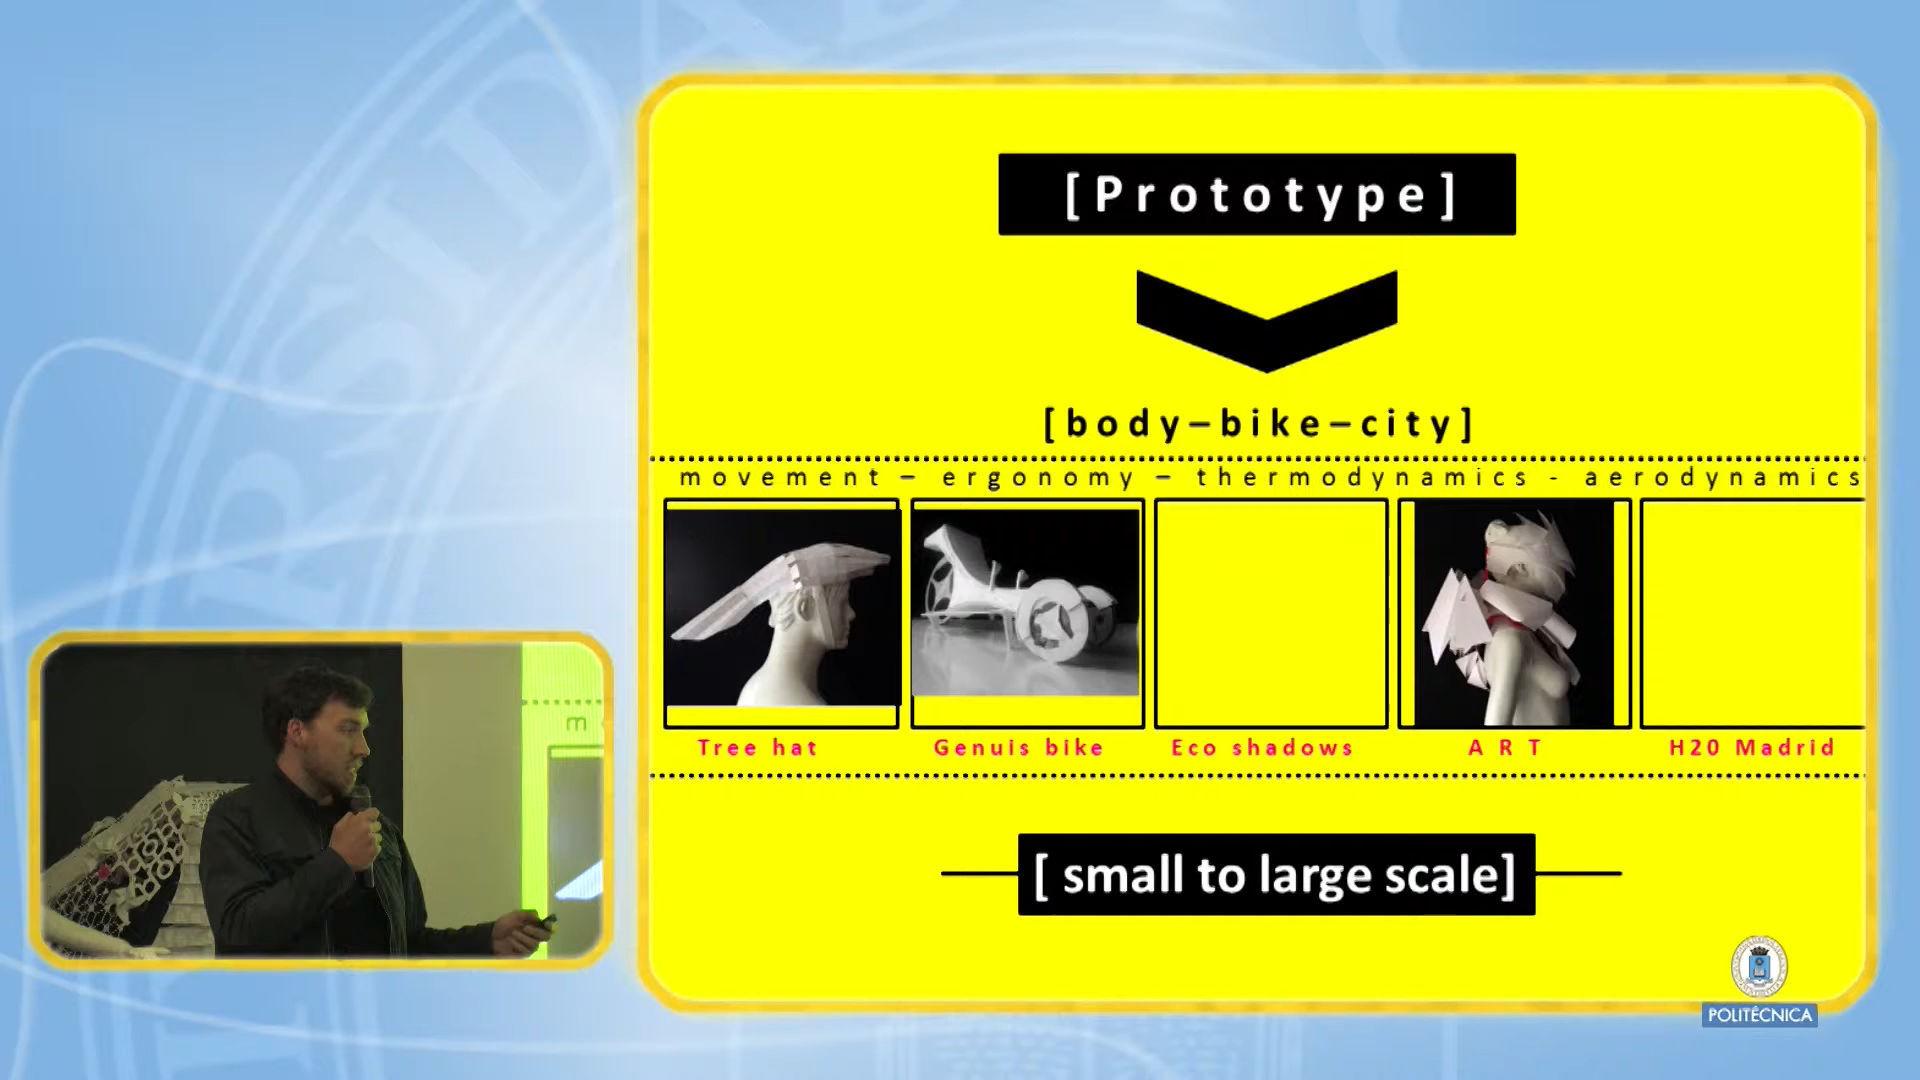 [Prototype]
[body–bike–city]
movement – ergonomy – thermodynamics - aerodynamics
Tree hat
Genuis bike
Eco shadows
ART
H20 Madrid
[ small to large scale]
POLITÉCNICA
m